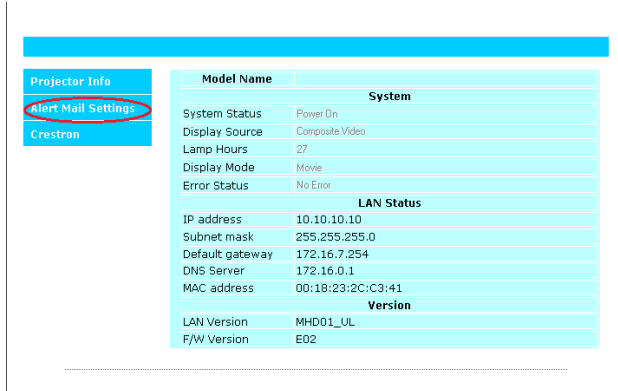 Projector Info
Alert Mail Settings
Crestron
Model Name
System
System Status Power On
Display Source Composite Video
Lamp Hours 27
Display Mode Movie
Error Status No Error
LAN Status
IP address 10.10.10.10
Subnet mask 255.255.255.0
Default gateway 172.16.7.254
DNS Server 172.16.0.1
MAC address 00:18:23:2C:C3:41
Version
LAN Version MHD01_UL
F/W Version E02